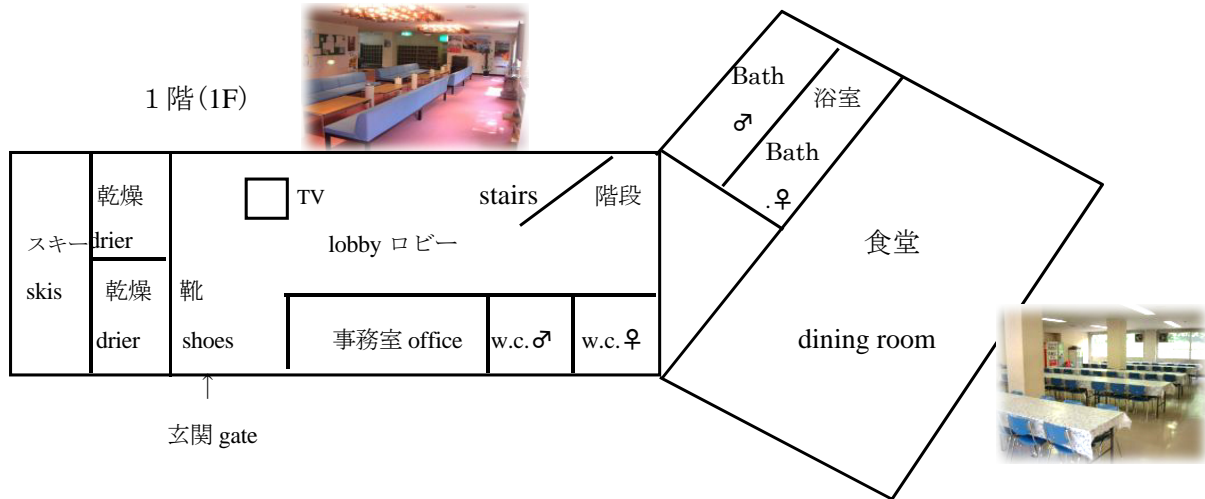 1 階(1F)
Bath
♂
浴室
Bath
.♀
乾燥
drier
スキー
skis
乾燥
drier
靴
shoes
TV
stairs
階段
lobby ロビー
事務室 office
w.c.♂
w.c.♀
食堂
dining room
↑
玄関 gate